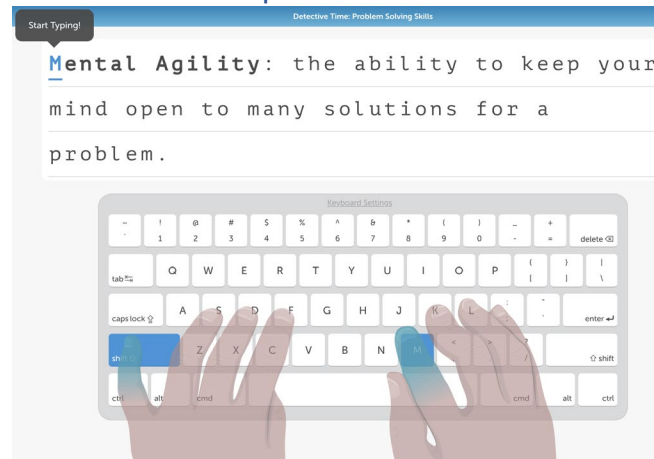 Detective Time: Problem Solving Skills
Start Typing!
Mental Agility: the ability to keep your
mind open to many solutions for a
problem.
Keyboard Settings
~ ! @ # $ % ^ & * ( ) _ +
` 1 2 3 4 5 6 7 8 9 0 - = delete
tab Q W E R T Y U I O P { } |
[ ] \
caps lock A S D F G H J K L : "
; ' enter
shift Z X C V B N M < > ?
, . / shift
ctrl alt cmd cmd alt ctrl